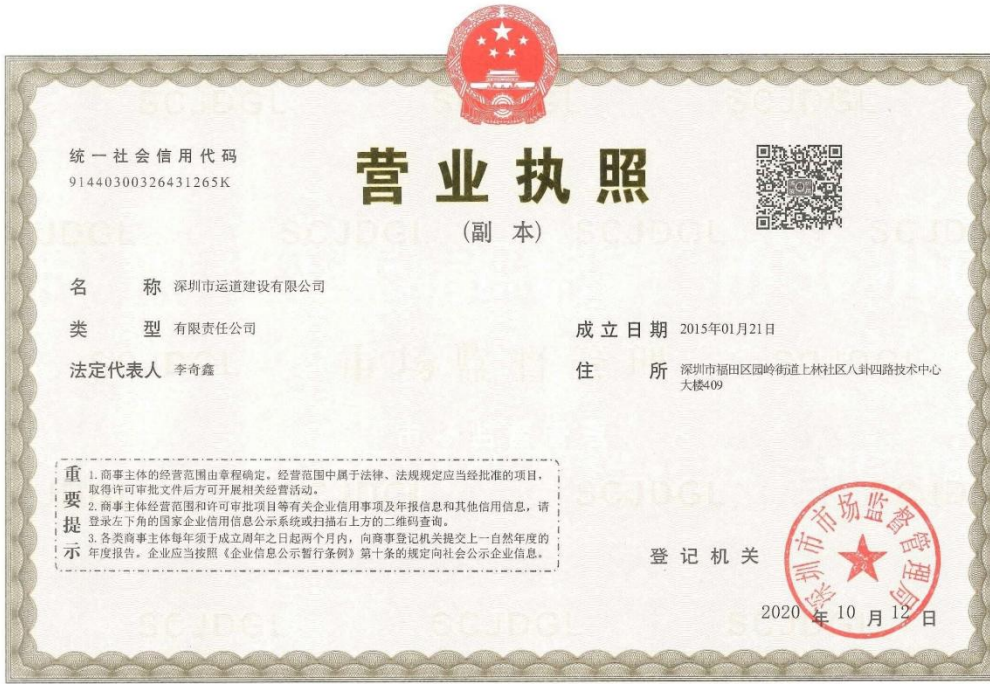 统一社会信用代码
91440300326431265K
营业执照
(副 本)
名 称 深圳市运道建设有限公司
类 型 有限责任公司
法定代表人 李奇鑫
成立日期 2015年01月21日
住 所 深圳市福田区园岭街道上林社区八卦四路技术中心
大楼409
重要提示
1.商事主体的经营范围由章程确定。经营范围中属于法律、法规规定应当经批准的项目，
取得许可审批文件后方可开展相关经营活动。
2.商事主体经营范围和许可审批项目等有关企业信用事项及年报信息和其他信用信息，请
登录左下角的国家企业信用信息公示系统或扫描右上方的二维码查询。
3.各类商事主体每年须于成立周年之日起两个月内，向商事登记机关提交上一自然年度的
年度报告。企业应当按照《企业信息公示暂行条例》第十条的规定向社会公示企业信息。
登记机关
深圳市市场监督管理局
2020 年 10 月 12 日